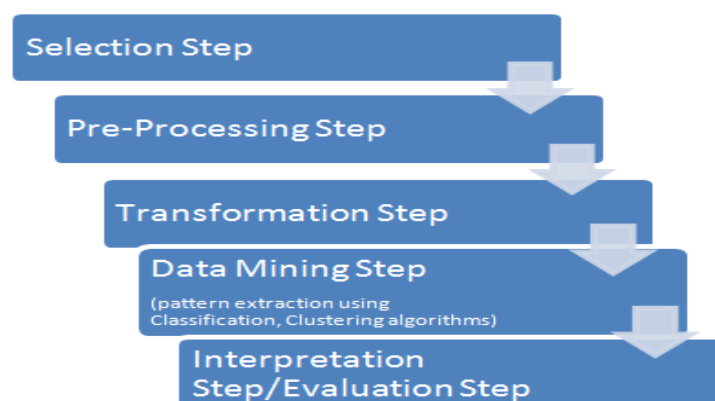 Selection Step
Pre-Processing Step
Transformation Step
Data Mining Step
(pattern extraction using
Classification, Clustering algorithms)
Interpretation
Step/Evaluation Step